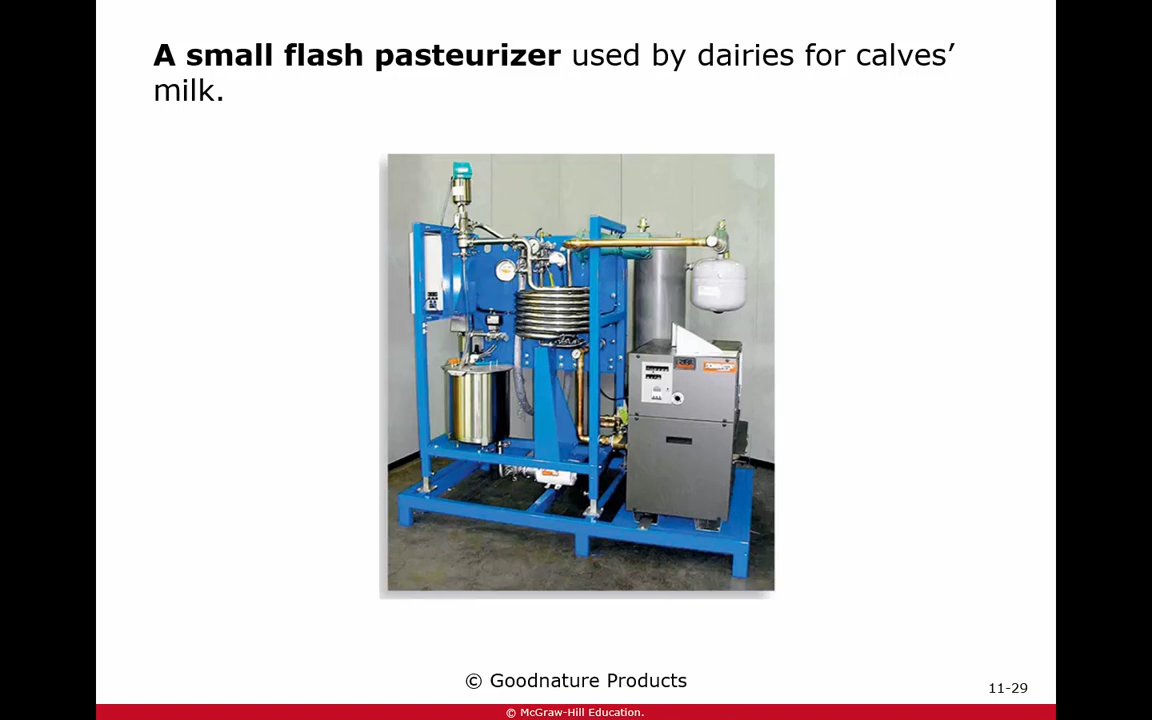 A small flash pasteurizer used by dairies for calves’
milk.
© Goodnature Products
11-29
© McGraw-Hill Education.